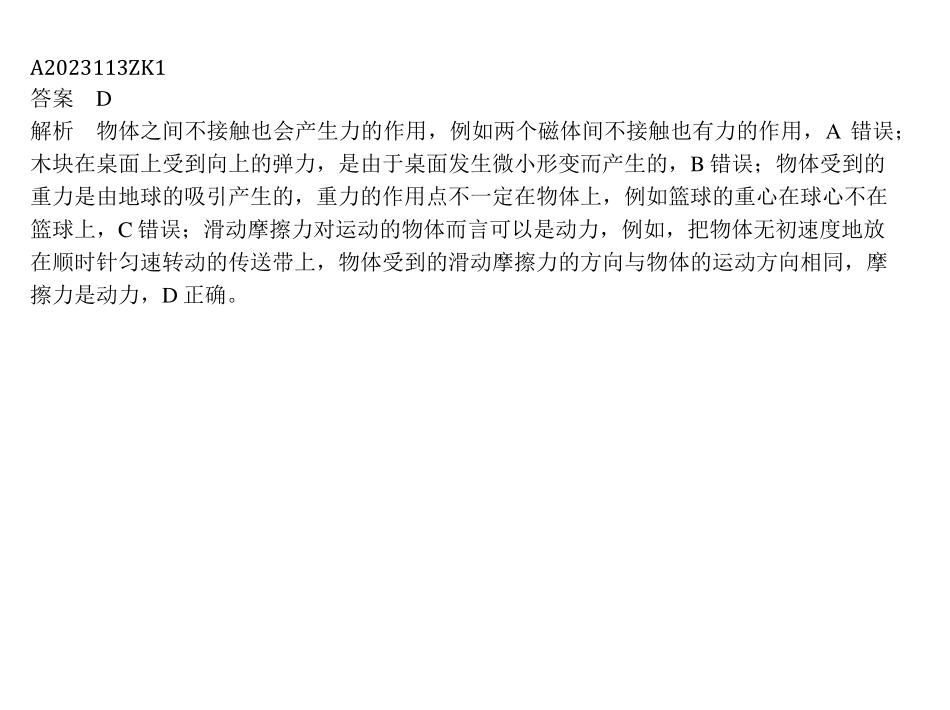 A2023113ZK1
答案 D
解析 物体之间不接触也会产生力的作用，例如两个磁体间不接触也有力的作用，A 错误；
木块在桌面上受到向上的弹力，是由于桌面发生微小形变而产生的，B 错误；物体受到的
重力是由地球的吸引产生的，重力的作用点不一定在物体上，例如篮球的重心在球心不在
篮球上，C 错误；滑动摩擦力对运动的物体而言可以是动力，例如，把物体无初速度地放
在顺时针匀速转动的传送带上，物体受到的滑动摩擦力的方向与物体的运动方向相同，摩
擦力是动力，D 正确。